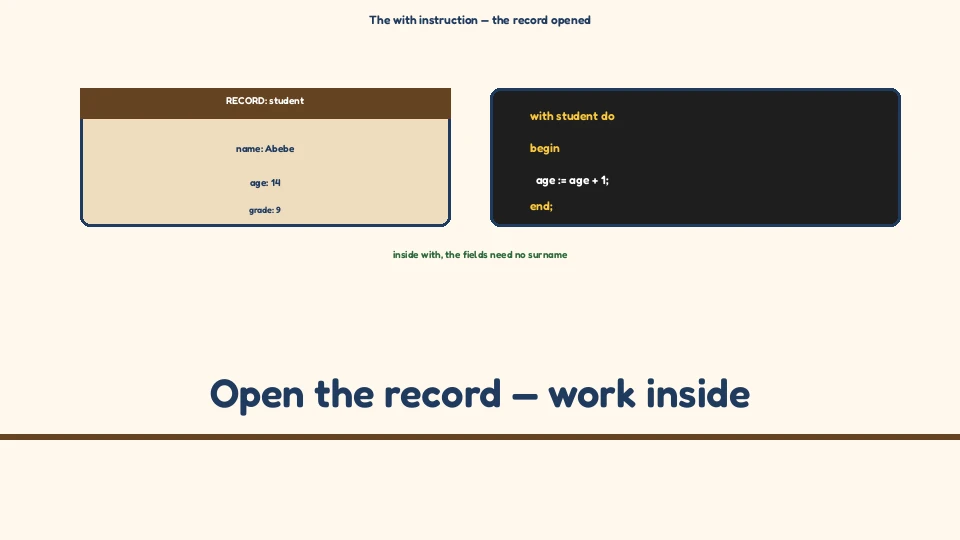 The with instruction — the record opened
RECORD: student
name: Abebe
age: 14
grade: 9
with student do
begin
age := age + 1;
end;
inside with, the fields need no surname
Open the record — work inside